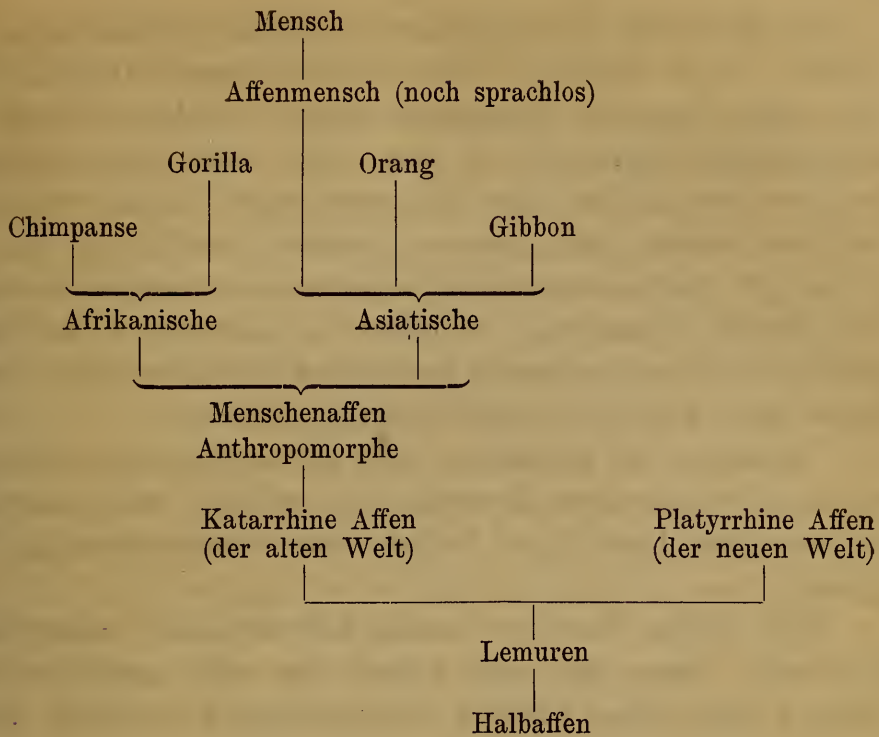 Mensch
Affenmensch (noch sprachlos)
Gorilla Orang
Chimpanse Gibbon
Afrikanische Asiatische
Menschenaffen
Anthropomorphe
Katarrhine Affen Platyrrhine Affen
(der alten Welt) (der neuen Welt)
Lemuren
Halbaffen